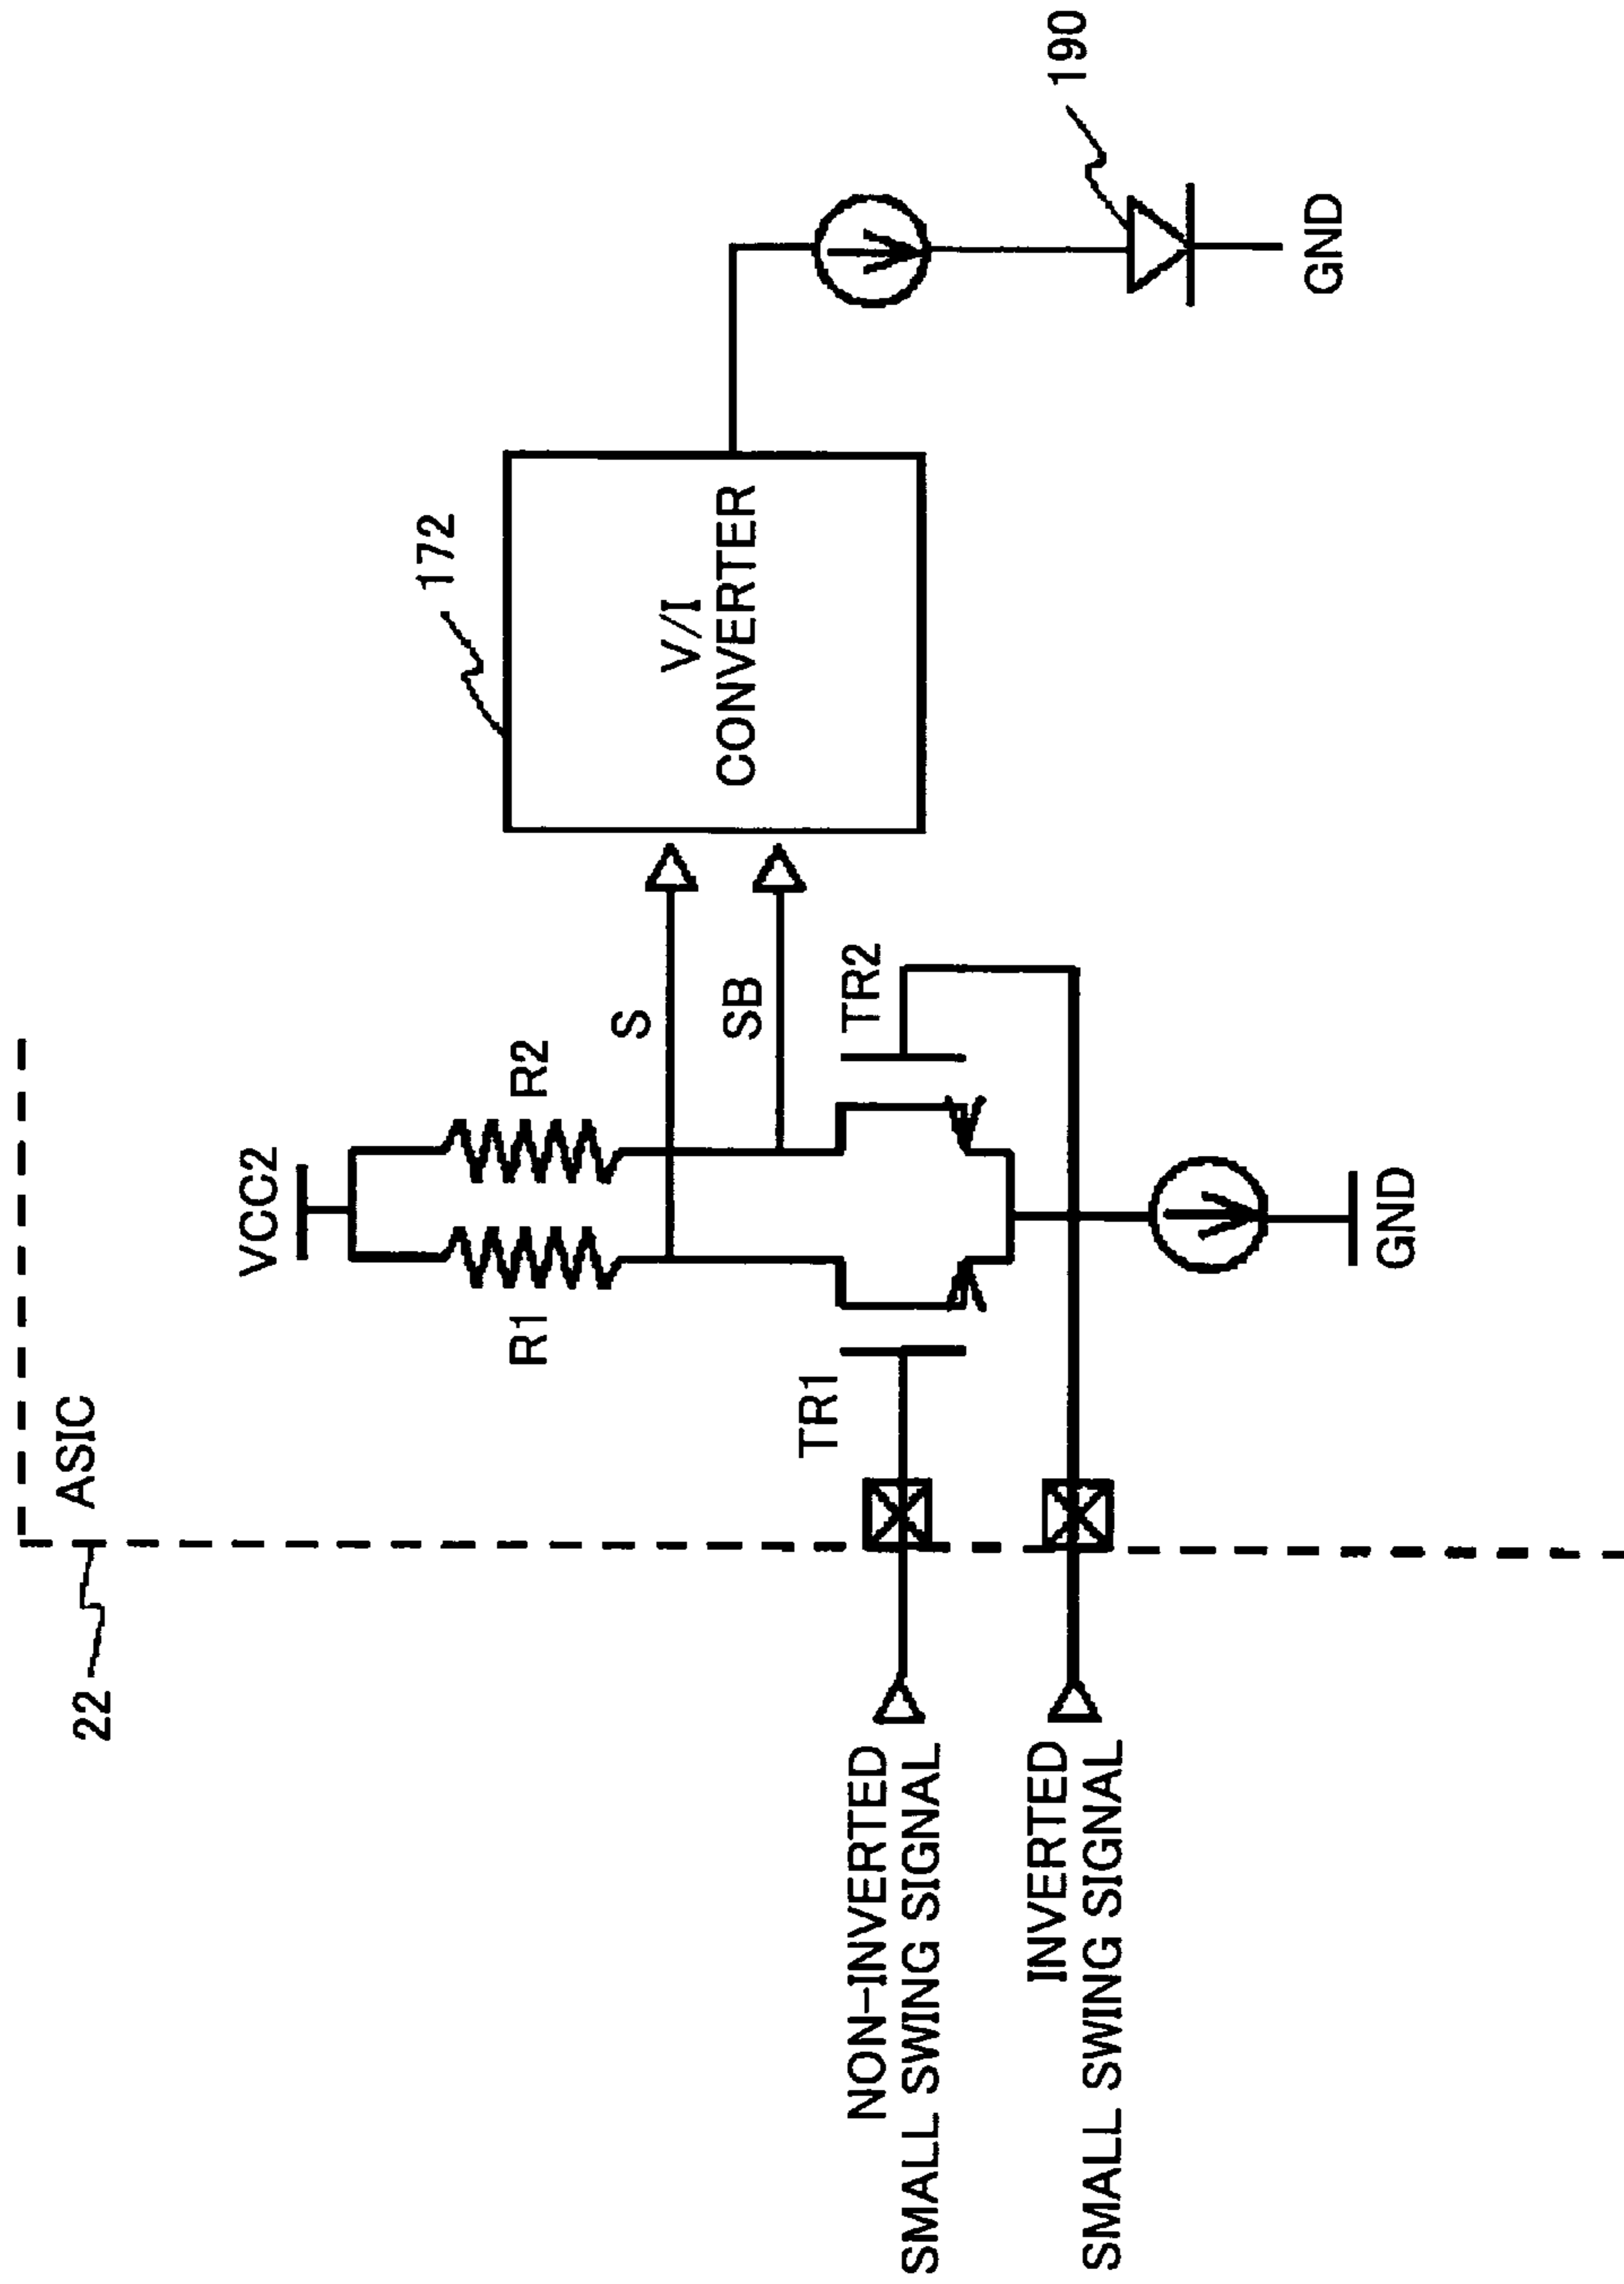 22
ASIC
VCC2
R1
R2
S
SB
TR1
TR2
172
V/I
CONVERTER
190
GND
GND
NON-INVERTED
SMALL SWING SIGNAL
INVERTED
SMALL SWING SIGNAL